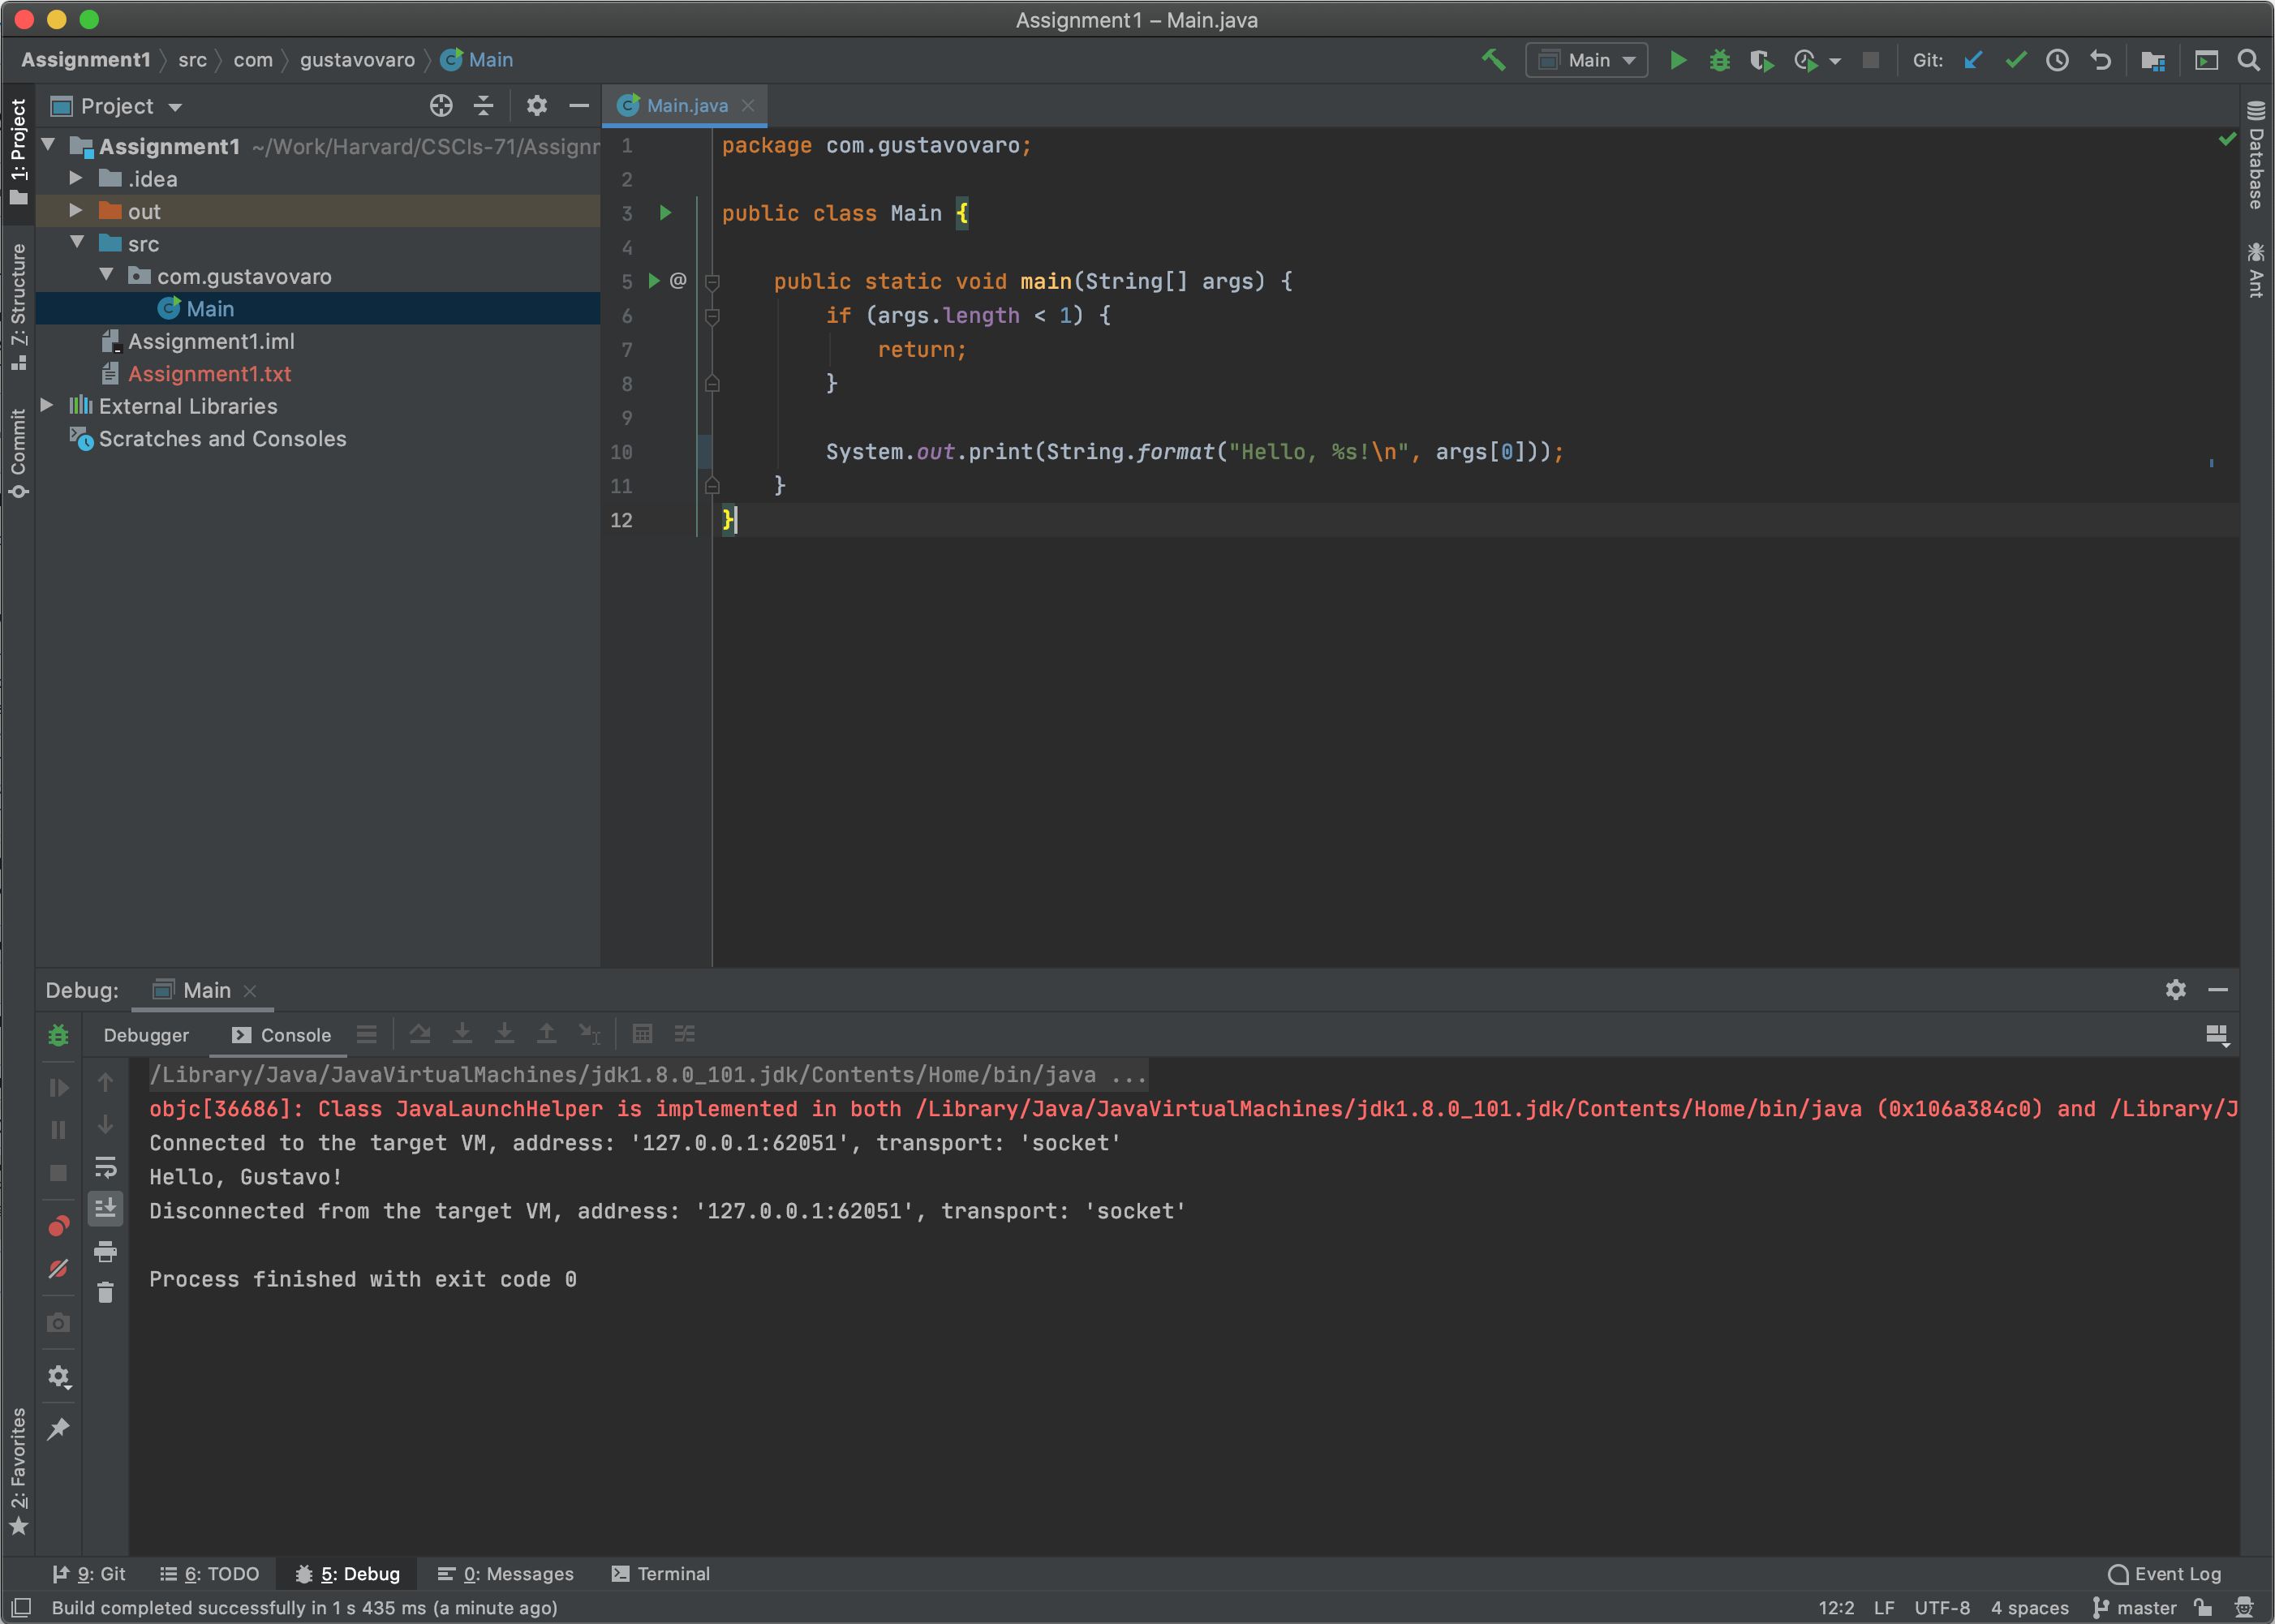 Assignment1 – Main.java
Assignment1 src com gustavovaro Main
Main Git:
1: Project
Z: Structure
Commit
2: Favorites
Project
Assignment1 ~/Work/Harvard/CSCIs-71/Assignr
.idea
out
src
com.gustavovaro
Main
Assignment1.iml
Assignment1.txt
External Libraries
Scratches and Consoles
Main.java
1 package com.gustavovaro;
2
3 public class Main {
4
5 @ public static void main(String[] args) {
6 if (args.length < 1) {
7 return;
8 }
9
10 System.out.print(String.format("Hello, %s!\n", args[0]));
11 }
12 }
Database
Ant
Debug: Main
Debugger Console
/Library/Java/JavaVirtualMachines/jdk1.8.0_101.jdk/Contents/Home/bin/java ...
objc[36686]: Class JavaLaunchHelper is implemented in both /Library/Java/JavaVirtualMachines/jdk1.8.0_101.jdk/Contents/Home/bin/java (0x106a384c0) and /Library/J
Connected to the target VM, address: '127.0.0.1:62051', transport: 'socket'
Hello, Gustavo!
Disconnected from the target VM, address: '127.0.0.1:62051', transport: 'socket'
Process finished with exit code 0
9: Git 6: TODO 5: Debug 0: Messages Terminal Event Log
Build completed successfully in 1 s 435 ms (a minute ago) 12:2 LF UTF-8 4 spaces master